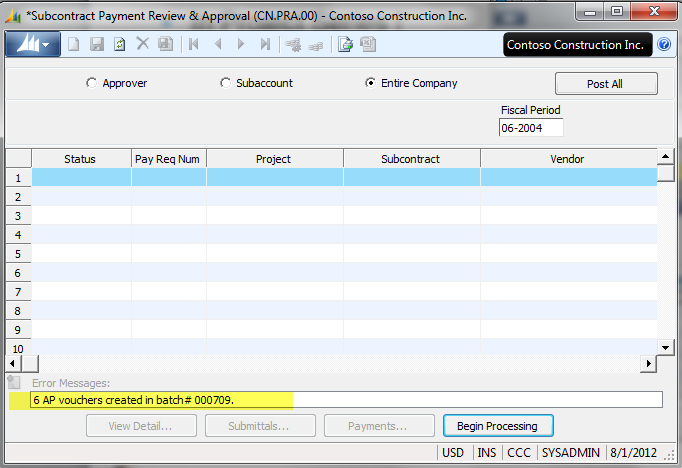 *Subcontract Payment Review & Approval (CN.PRA.00) - Contoso Construction Inc.
Contoso Construction Inc.
Approver Subaccount Entire Company Post All
Fiscal Period
06-2004
Status Pay Req Num Project Subcontract Vendor
1
2
3
4
5
6
7
8
9
10
Error Messages:
6 AP vouchers created in batch# 000709.
View Detail... Submittals... Payments... Begin Processing
USD INS CCC SYSADMIN 8/1/2012